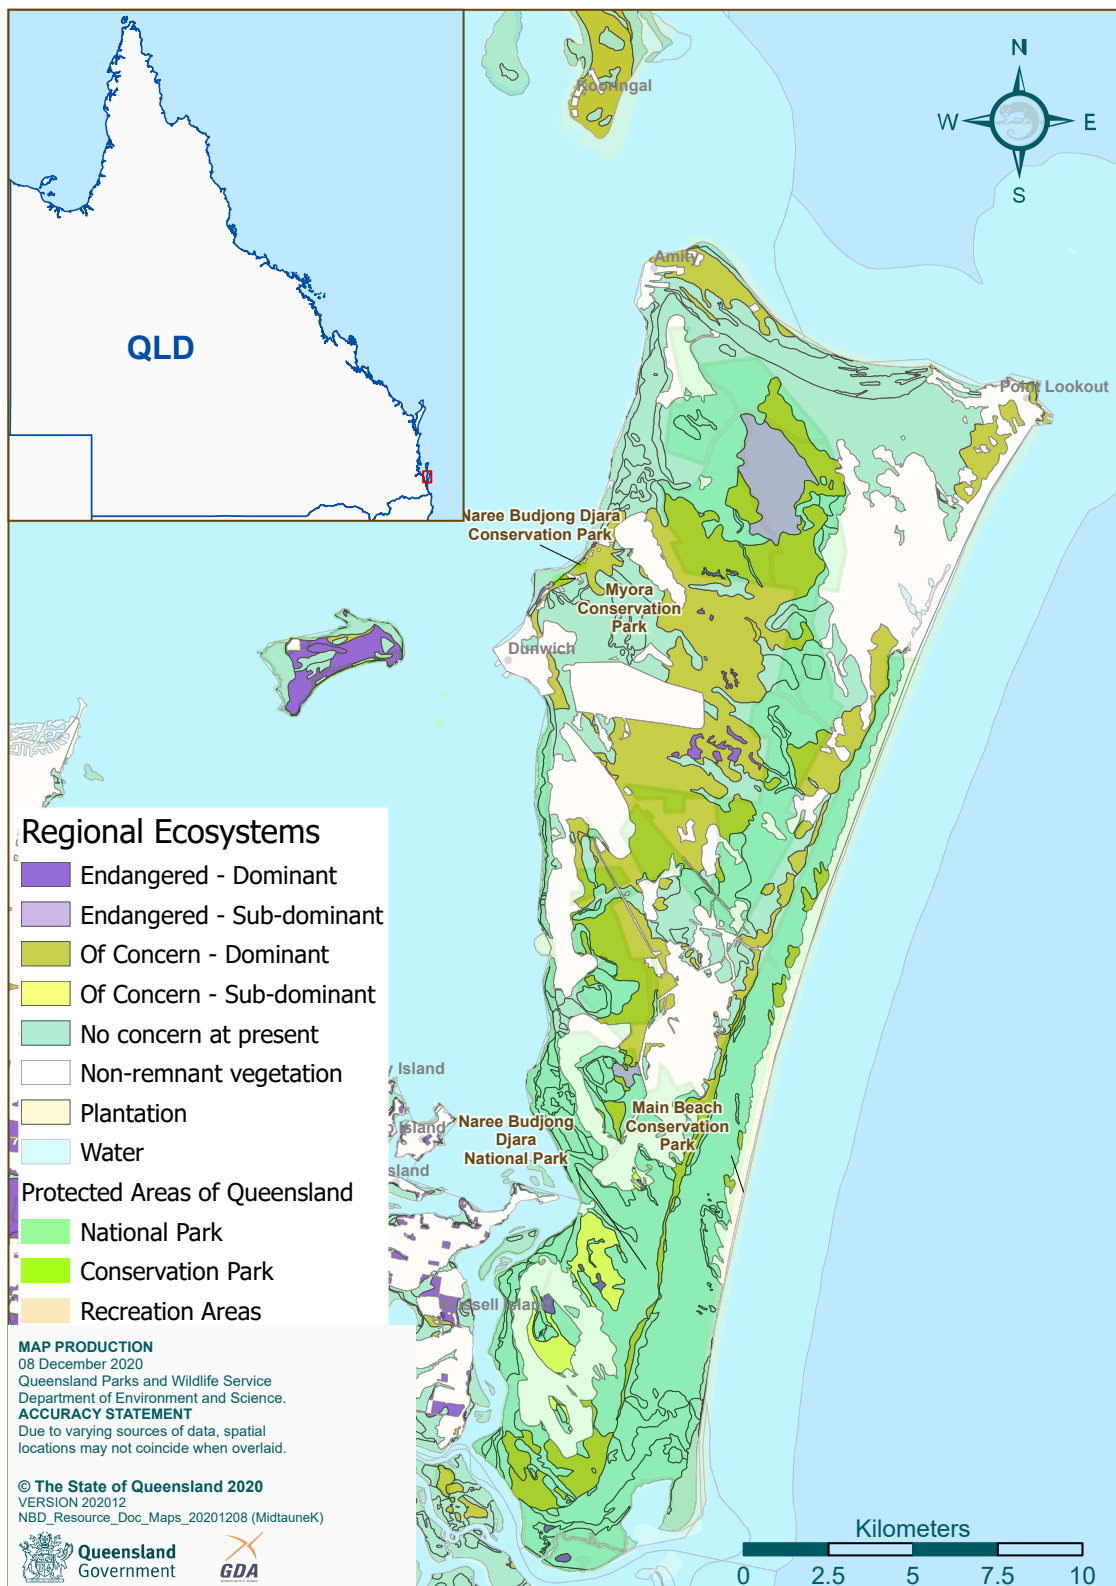 QLD
N
W
E
S
Kooringal
Amity
Point Lookout
Naree Budjong Djara
Conservation Park
Myora
Conservation
Park
Dunwich
Regional Ecosystems
Endangered - Dominant
Endangered - Sub-dominant
Of Concern - Dominant
Of Concern - Sub-dominant
No concern at present
Non-remnant vegetation
Plantation
Water
Protected Areas of Queensland
National Park
Conservation Park
Recreation Areas
y Island
Island
sland
Naree Budjong
Djara
National Park
Main Beach
Conservation
Park
ssell Island
MAP PRODUCTION
08 December 2020
Queensland Parks and Wildlife Service
Department of Environment and Science.
ACCURACY STATEMENT
Due to varying sources of data, spatial
locations may not coincide when overlaid.
© The State of Queensland 2020
VERSION 202012
NBD_Resource_Doc_Maps_20201208 (MidtauneK)
Queensland
Government
GDA
Kilometers
0 2.5 5 7.5 10